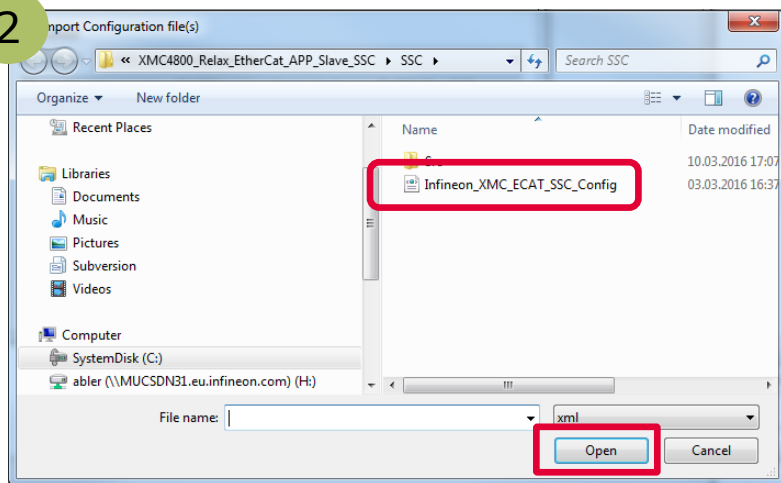 2
mport Configuration file(s)
« XMC4800_Relax_EtherCat_APP_Slave_SSC ▸ SSC ▸
Search SSC
Organize
New folder
Recent Places
Libraries
Documents
Music
Pictures
Subversion
Videos
Computer
SystemDisk (C:)
abler (\\MUCSDN31.eu.infineon.com) (H:)
Name
Date modified
10.03.2016 17:07
Infineon_XMC_ECAT_SSC_Config
03.03.2016 16:37
File name:
xml
Open
Cancel